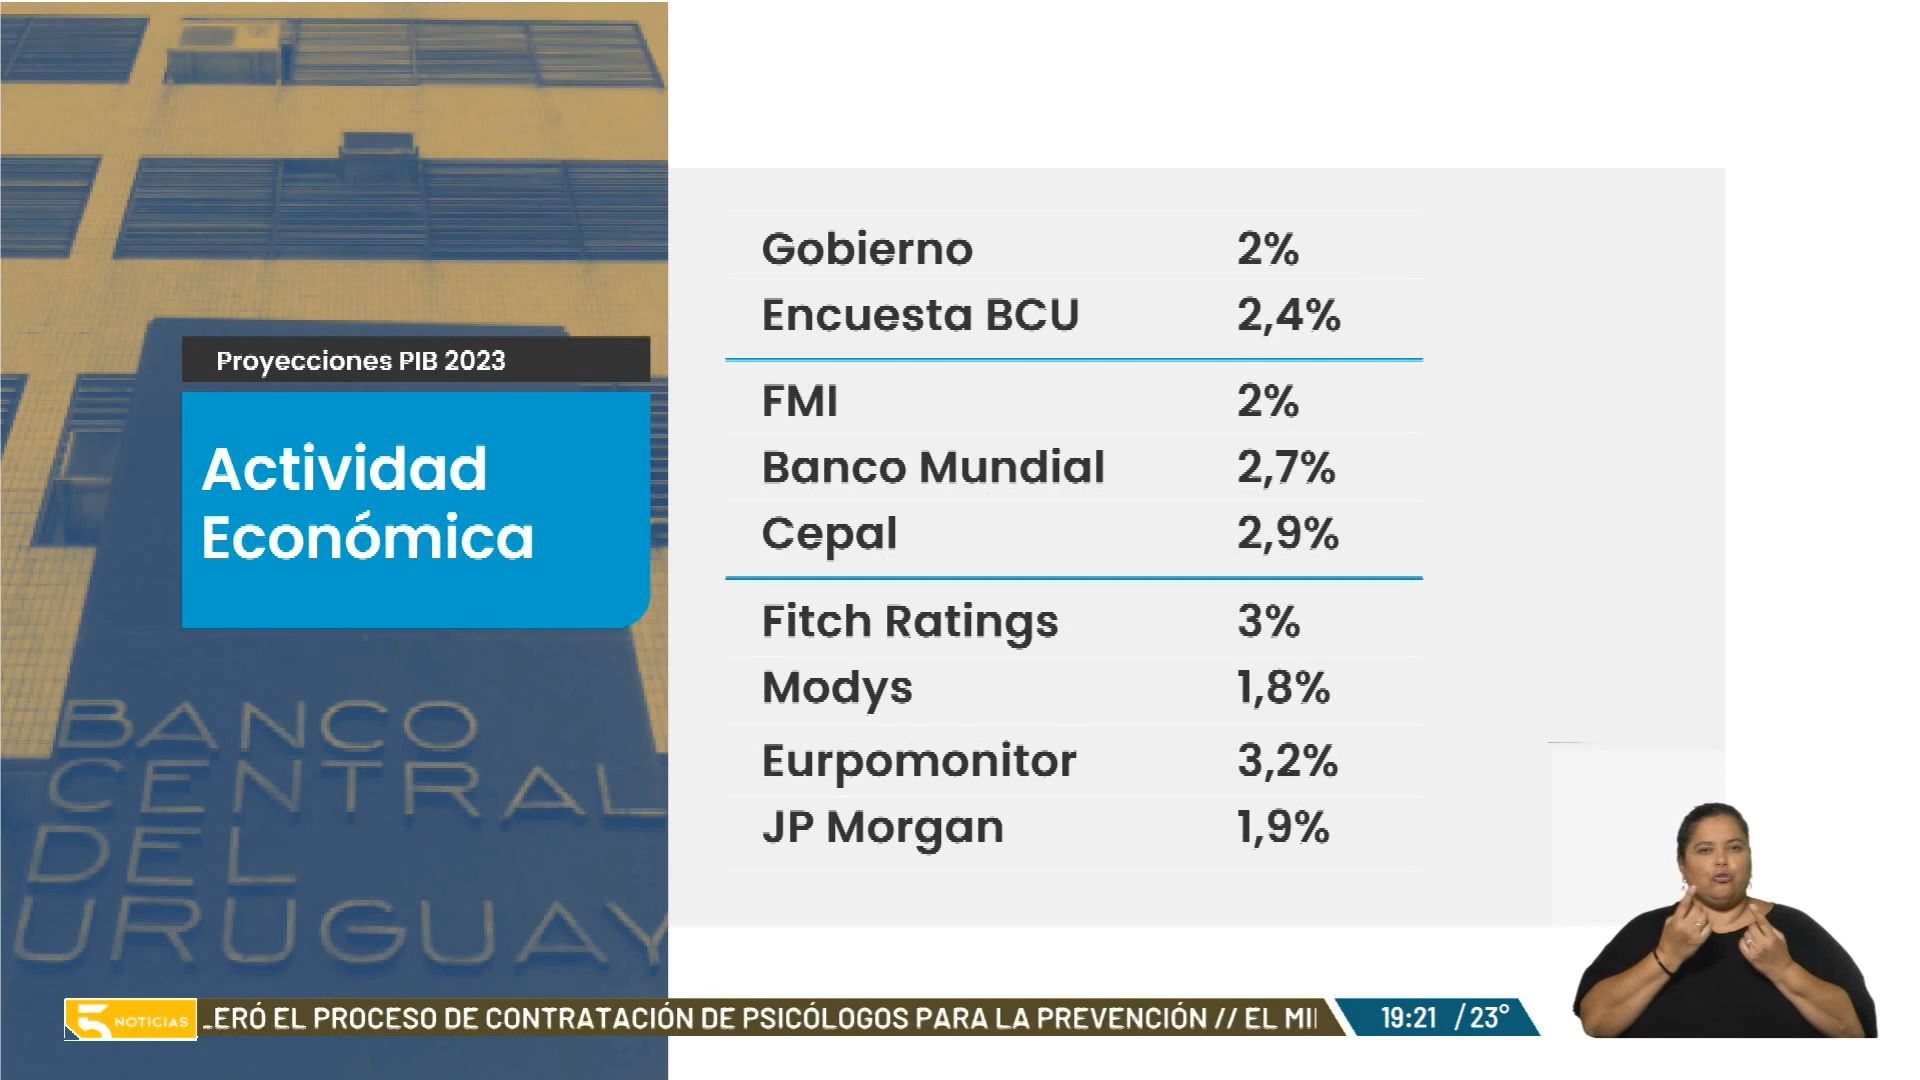 Proyecciones PIB 2023
Actividad
Económica
BANCO
CENTRAL
DEL
URUGUAY
Gobierno 2%
Encuesta BCU 2,4%
FMI 2%
Banco Mundial 2,7%
Cepal 2,9%
Fitch Ratings 3%
Modys 1,8%
Eurpomonitor 3,2%
JP Morgan 1,9%
5 NOTICIAS
ERÓ EL PROCESO DE CONTRATACIÓN DE PSICÓLOGOS PARA LA PREVENCIÓN // EL MI
19:21 / 23°